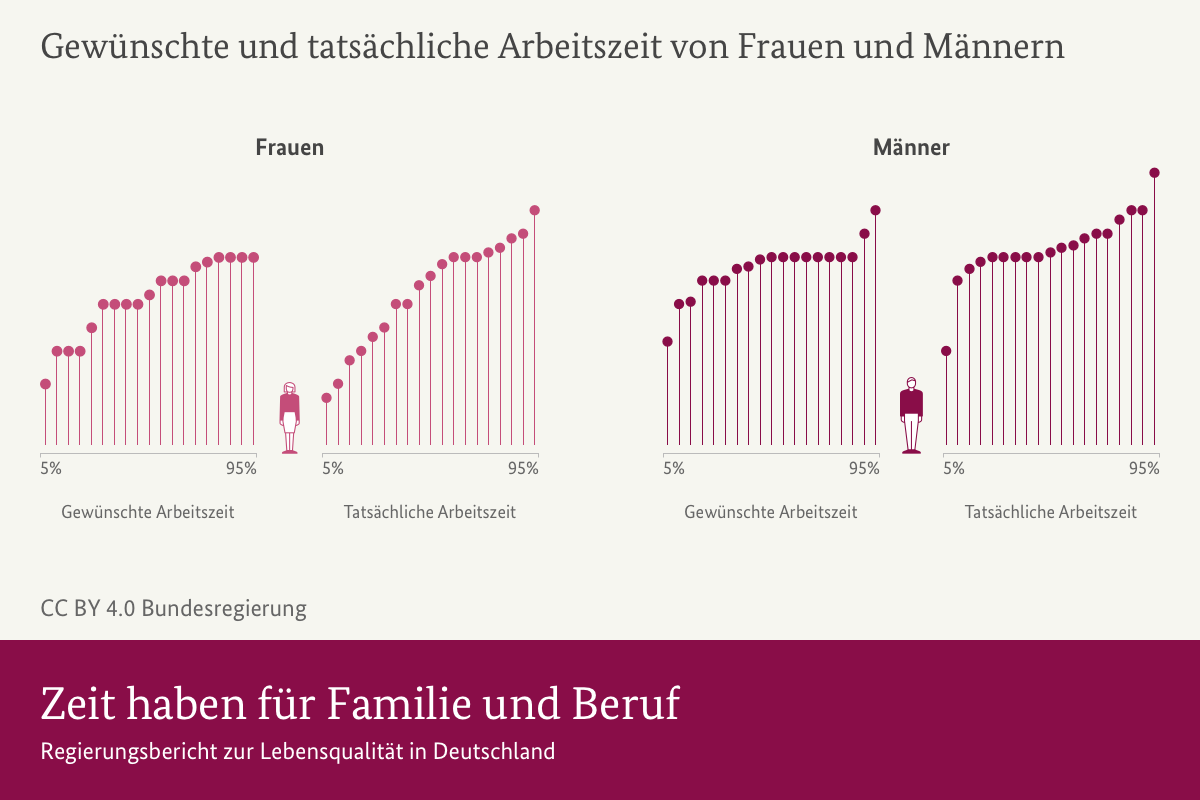 Gewünschte und tatsächliche Arbeitszeit von Frauen und Männern
Frauen
Männer
5%
95%
5%
95%
5%
95%
5%
95%
Gewünschte Arbeitszeit
Tatsächliche Arbeitszeit
Gewünschte Arbeitszeit
Tatsächliche Arbeitszeit
CC BY 4.0 Bundesregierung
Zeit haben für Familie und Beruf
Regierungsbericht zur Lebensqualität in Deutschland